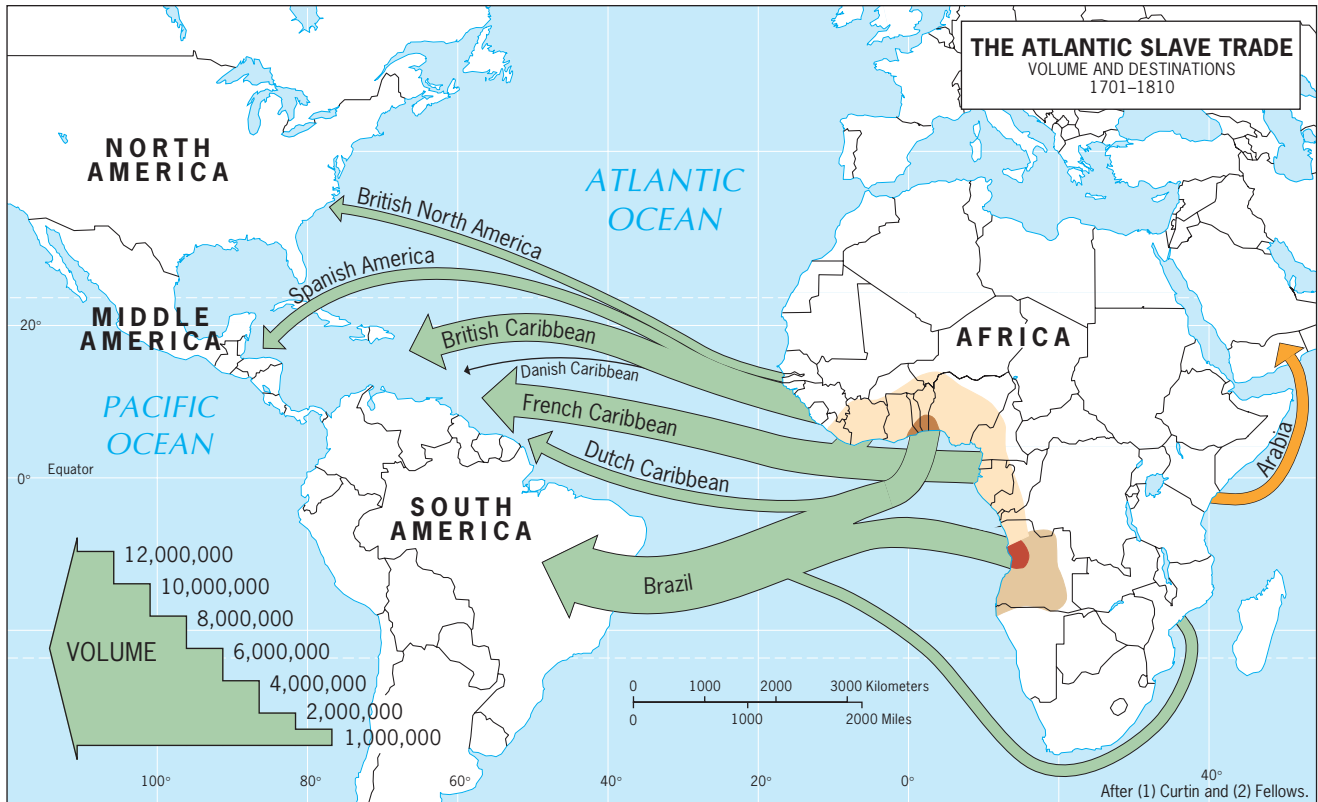 THE ATLANTIC SLAVE TRADE
VOLUME AND DESTINATIONS
1701–1810
NORTH
AMERICA
ATLANTIC
OCEAN
British North America
Spanish America
MIDDLE
AMERICA
20°
British Caribbean
AFRICA
Danish Caribbean
PACIFIC
OCEAN
French Caribbean
Arabia
Equator
0°
Dutch Caribbean
SOUTH
AMERICA
Brazil
VOLUME
12,000,000
10,000,000
8,000,000
6,000,000
4,000,000
2,000,000
1,000,000
0 1000 2000 3000 Kilometers
0 1000 2000 Miles
100° 80° 60° 40° 20° 0° 40°
After (1) Curtin and (2) Fellows.